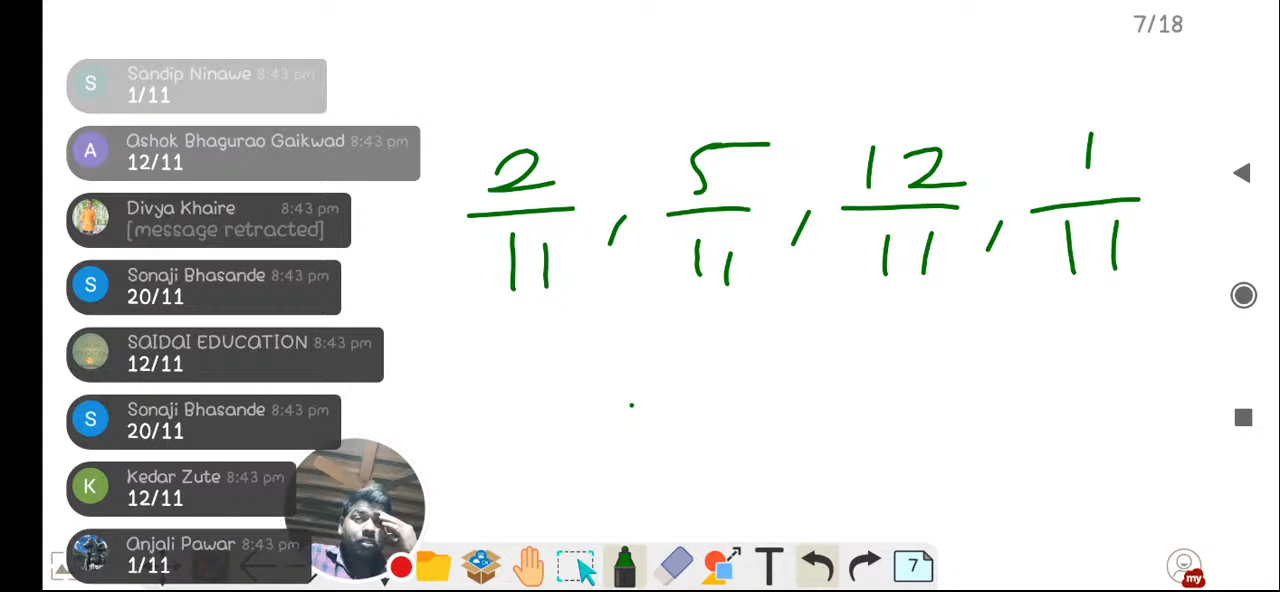 7/18
S Sandip Ninawe 8:43 pm
1/11
A Ashok Bhagurao Gaikwad 8:43 pm
12/11
Divya Khaire 8:43 pm
[message retracted]
S Sonaji Bhasande 8:43 pm
20/11
SAIDAI EDUCATION 8:43 pm
12/11
S Sonaji Bhasande 8:43 pm
20/11
K Kedar Zute 8:43 pm
12/11
Anjali Pawar 8:43 pm
1/11
2/11 , 5/11 , 12/11 , 1/11
T 7 my